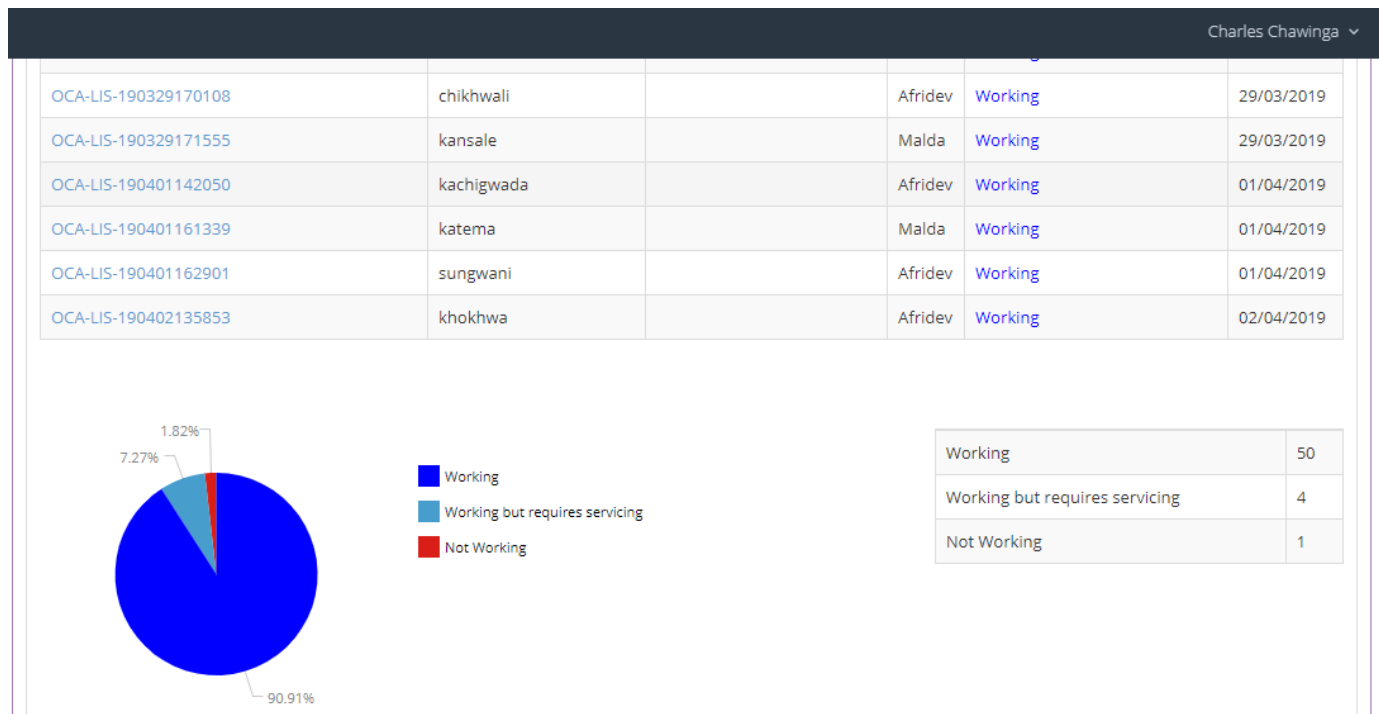 Charles Chawinga
OCA-LIS-190329170108 chikhwali Afridev Working 29/03/2019
OCA-LIS-190329171555 kansale Malda Working 29/03/2019
OCA-LIS-190401142050 kachigwada Afridev Working 01/04/2019
OCA-LIS-190401161339 katema Malda Working 01/04/2019
OCA-LIS-190401162901 sungwani Afridev Working 01/04/2019
OCA-LIS-190402135853 khokhwa Afridev Working 02/04/2019
1.82%
7.27%
90.91%
Working
Working but requires servicing
Not Working
Working 50
Working but requires servicing 4
Not Working 1